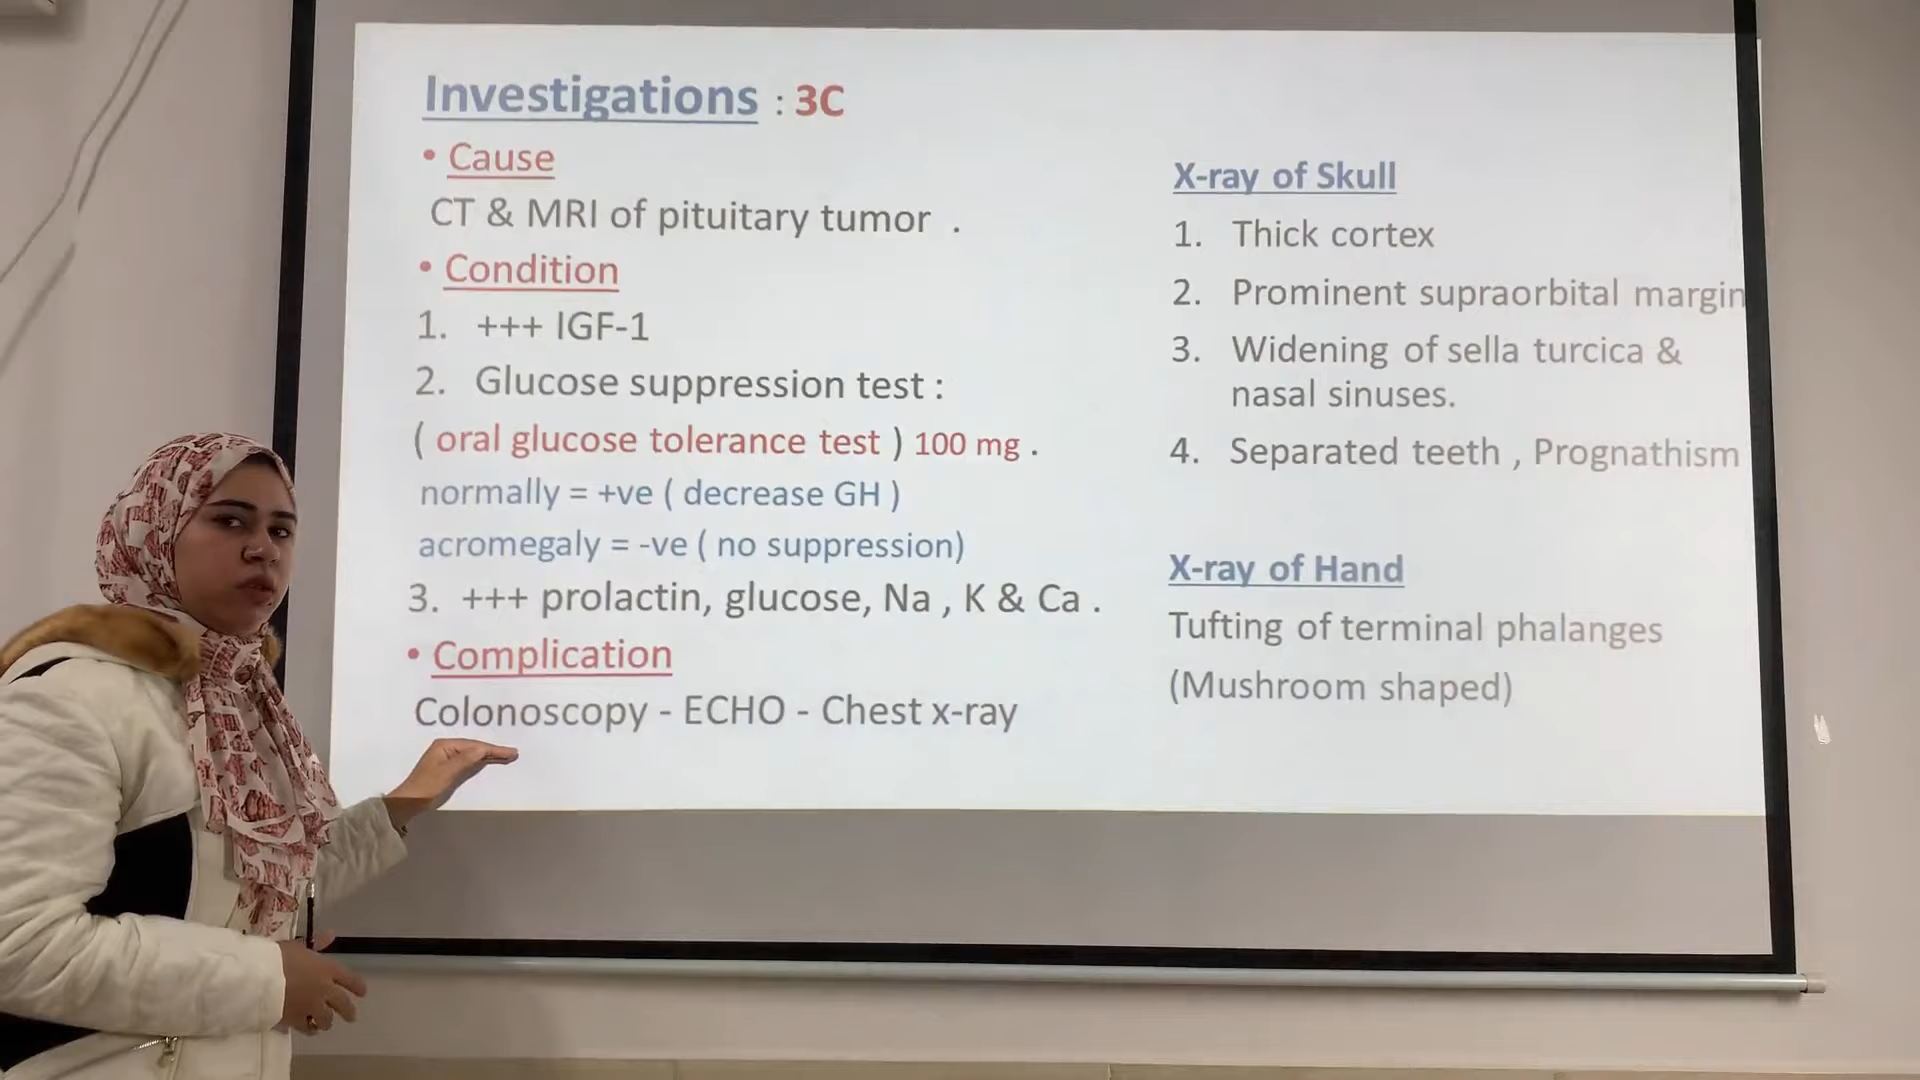 Investigations : 3C
• Cause
CT & MRI of pituitary tumor .
• Condition
1. +++ IGF-1
2. Glucose suppression test :
( oral glucose tolerance test ) 100 mg .
normally = +ve ( decrease GH )
acromegaly = -ve ( no suppression)
3. +++ prolactin, glucose, Na , K & Ca .
• Complication
Colonoscopy - ECHO - Chest x-ray
X-ray of Skull
1. Thick cortex
2. Prominent supraorbital margin
3. Widening of sella turcica &
nasal sinuses.
4. Separated teeth , Prognathism
X-ray of Hand
Tufting of terminal phalanges
(Mushroom shaped)